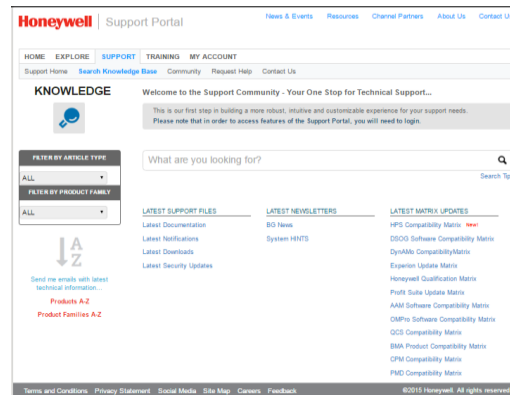 Honeywell | Support Portal
News & Events Resources Channel Partners About Us Contact U
HOME EXPLORE SUPPORT TRAINING MY ACCOUNT
Support Home Search Knowledge Base Community Request Help Contact Us
KNOWLEDGE
Welcome to the Support Community - Your One Stop for Technical Support...
This is our first step in building a more robust, intuitive and customizable experience for your support needs.
Please note that in order to access features of the Support Portal, you will need to login.
FILTER BY ARTICLE TYPE
ALL
FILTER BY PRODUCT FAMILY
ALL
What are you looking for?
Search Tip
A
Z
Send me emails with latest
technical information...
Products A-Z
Product Families A-Z
LATEST SUPPORT FILES
Latest Documentation
Latest Notifications
Latest Downloads
Latest Security Updates
LATEST NEWSLETTERS
BG News
System HINTS
LATEST MATRIX UPDATES
HPS Compatibility Matrix New!
DSOG Software Compatibility Matrix
DynAMo CompatibilityMatrix
Experion Update Matrix
Honeywell Qualification Matrix
Profit Suite Update Matrix
AAM Software Compatibility Matrix
OMPro Software Compatibility Matrix
QCS Compatibility Matrix
BMA Product Compatibility Matrix
CPM Compatibility Matrix
PMD Compatibility Matrix
Terms and Conditions Privacy Statement Social Media Site Map Careers Feedback ©2015 Honeywell. All rights reserved